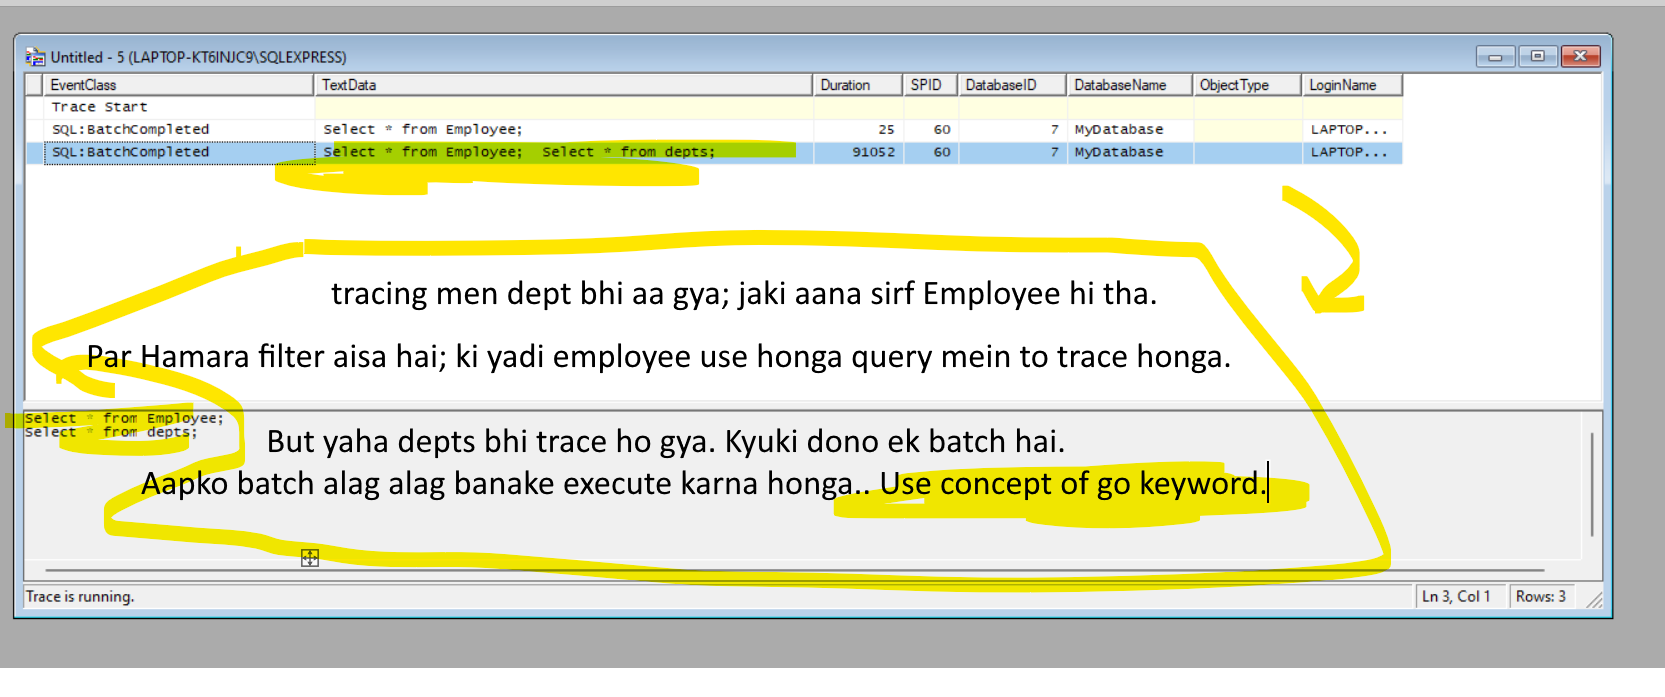 Untitled - 5 (LAPTOP-KT6INJC9\SQLEXPRESS)
EventClass TextData Duration SPID DatabaseID DatabaseName ObjectType LoginName
Trace Start
SQL:BatchCompleted Select * from Employee; 25 60 7 MyDatabase LAPTOP...
SQL:BatchCompleted Select * from Employee; Select * from depts; 91052 60 7 MyDatabase LAPTOP...
tracing men dept bhi aa gya; jaki aana sirf Employee hi tha.
Par Hamara filter aisa hai; ki yadi employee use honga query mein to trace honga.
Select * from Employee;
Select * from depts;
But yaha depts bhi trace ho gya. Kyuki dono ek batch hai.
Aapko batch alag alag banake execute karna honga.. Use concept of go keyword.
Trace is running. Ln 3, Col 1 Rows: 3